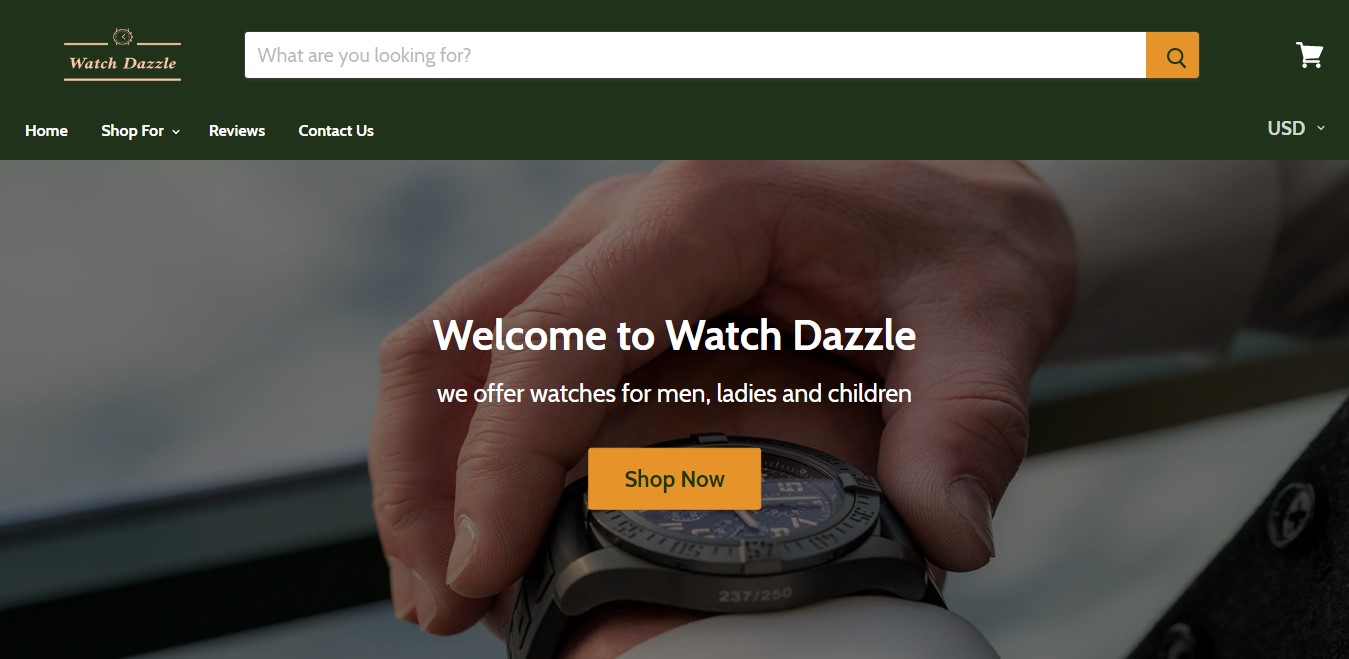 Watch Dazzle
What are you looking for?
Home Shop For Reviews Contact Us
USD
Welcome to Watch Dazzle
we offer watches for men, ladies and children
Shop Now
237/250